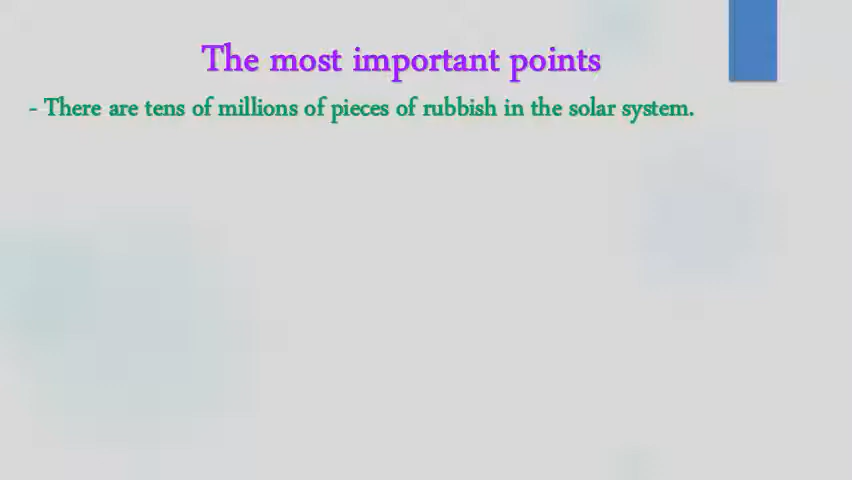 The most important points
- There are tens of millions of pieces of rubbish in the solar system.